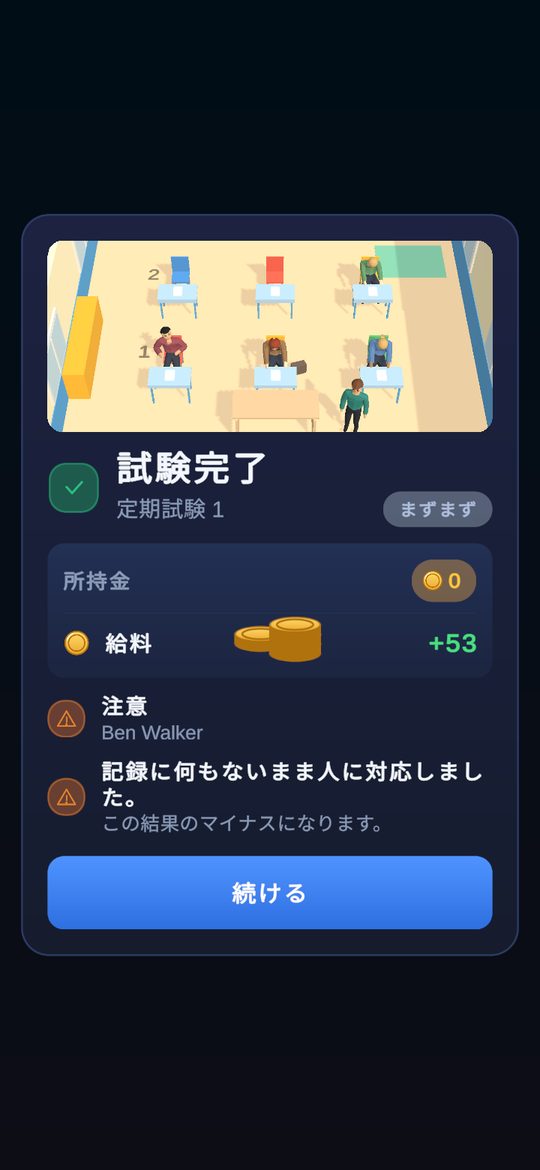 2
1
試験完了
定期試験 1
まずまず
所持金
0
給料
+53
注意
Ben Walker
記録に何もないまま人に対応しまし
た。
この結果のマイナスになります。
続ける